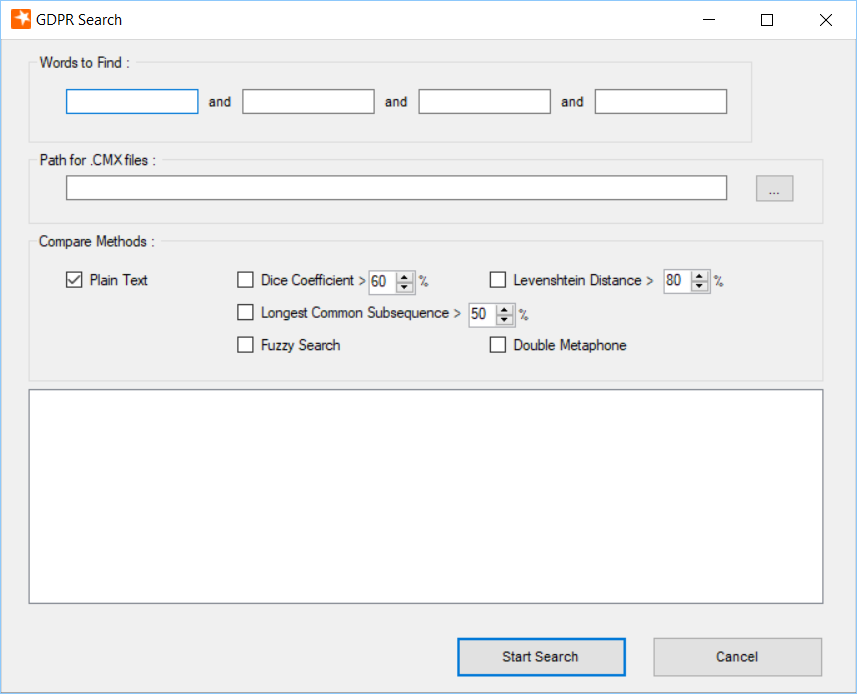 GDPR Search
Words to Find :
and and and
Path for .CMX files :
...
Compare Methods :
Plain Text Dice Coefficient > 60 % Levenshtein Distance > 80 %
Longest Common Subsequence > 50 %
Fuzzy Search Double Metaphone
Start Search Cancel